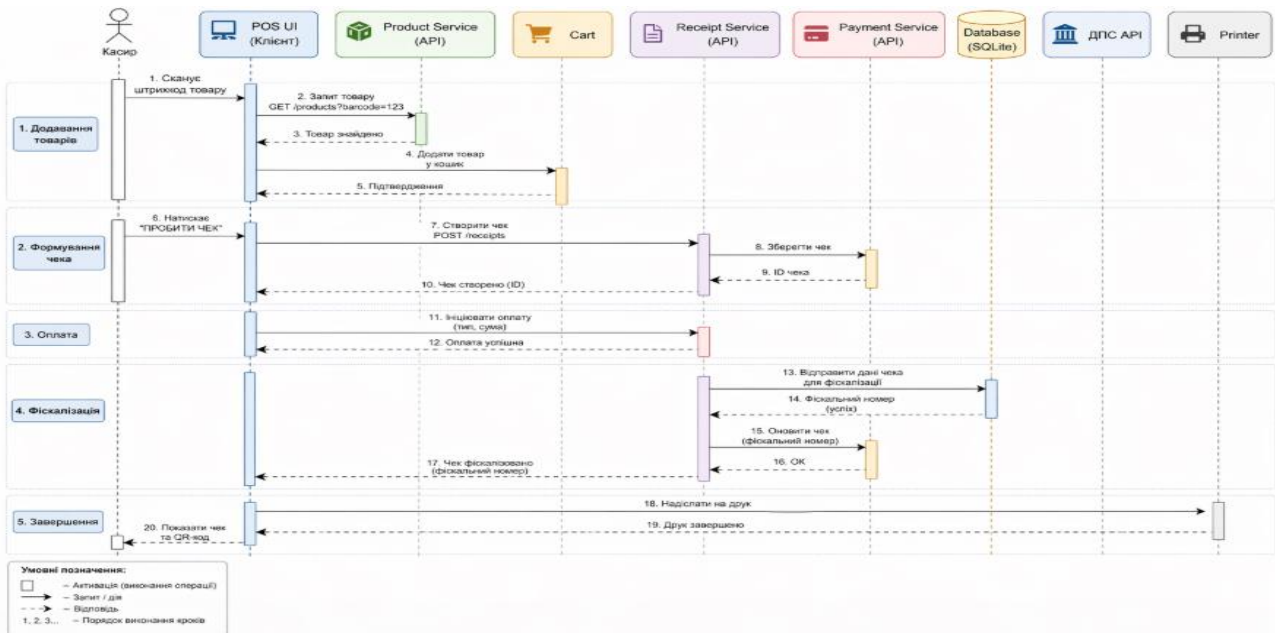 Касир
POS UI
(Клієнт)
Product Service
(API)
Cart
Receipt Service
(API)
Payment Service
(API)
Database
(SQLite)
ДПС API
Printer
1. Додавання
товарів
1. Сканує
штрихкод товару
2. Запит товару
GET /products?barcode=123
3. Товар знайдено
4. Додати товар
у кошик
5. Підтвердження
2. Формування
чека
6. Натискає
"ПРОБИТИ ЧЕК"
7. Створити чек
POST /receipts
8. Зберегти чек
9. ID чека
10. Чек створено (ID)
3. Оплата
11. Ініціювати оплату
(тип, сума)
12. Оплата успішна
4. Фіскалізація
13. Відправити дані чека
для фіскалізації
14. Фіскальний номер
(успіх)
15. Оновити чек
(фіскальний номер)
16. OK
17. Чек фіскалізовано
(фіскальний номер)
5. Завершення
18. Надіслати на друк
19. Друк завершено
20. Показати чек
та QR-код
Умовні позначення:
– Активація (виконання операції)
– Запит / дія
– Відповідь
1, 2, 3... – Порядок виконання кроків